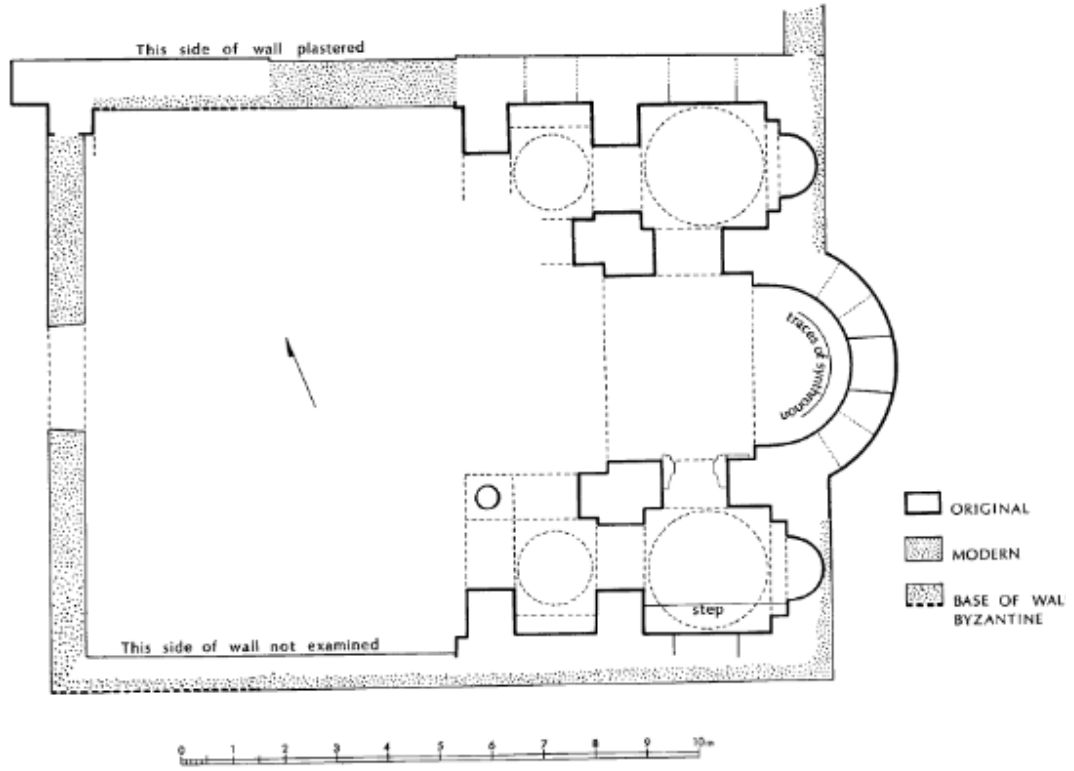 This side of wall plastered
traces of synthronon
step
This side of wall not examined
ORIGINAL
MODERN
BASE OF WAL
BYZANTINE
0 1 2 3 4 5 6 7 8 9 10m